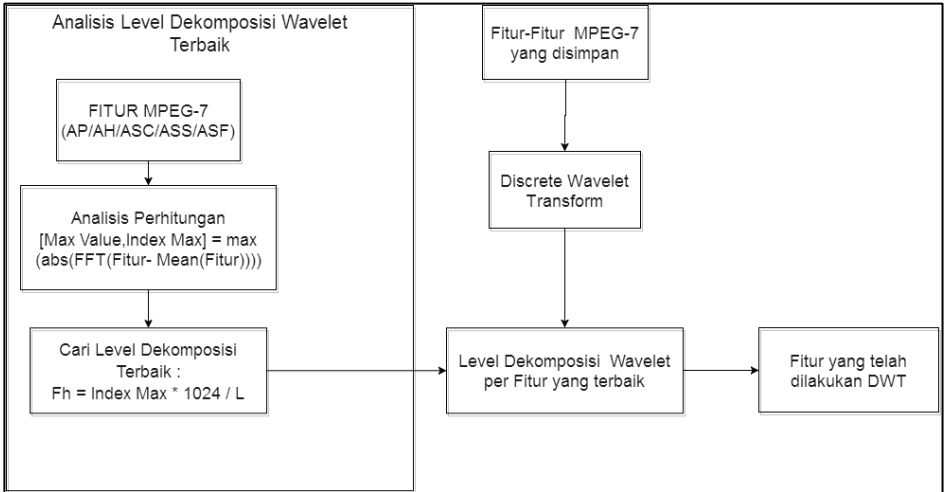 Analisis Level Dekomposisi Wavelet
Terbaik
FITUR MPEG-7
(AP/AH/ASC/ASS/ASF)
Analisis Perhitungan
[Max Value,Index Max] = max
(abs(FFT(Fitur- Mean(Fitur))))
Cari Level Dekomposisi
Terbaik :
Fh = Index Max * 1024 / L
Fitur-Fitur MPEG-7
yang disimpan
Discrete Wavelet
Transform
Level Dekomposisi Wavelet
per Fitur yang terbaik
Fitur yang telah
dilakukan DWT